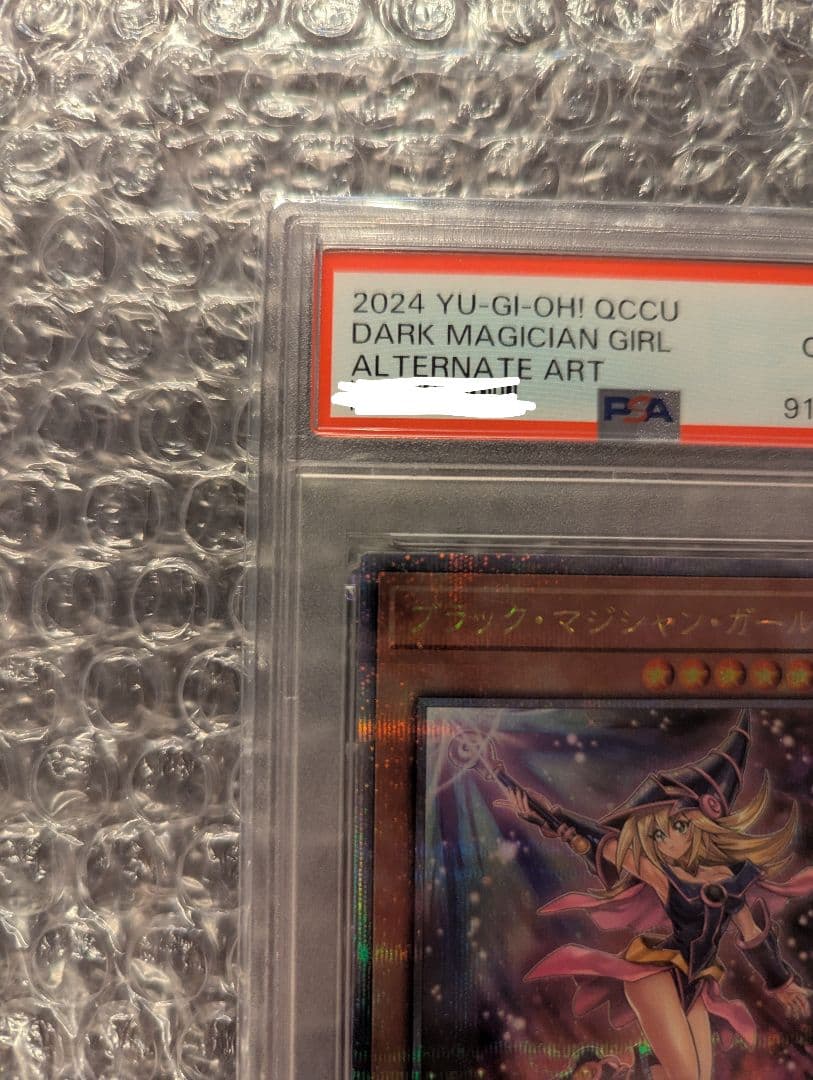 2024 YU-GI-OH! QCCU
DARK MAGICIAN GIRL
ALTERNATE ART
PSA
91
ブラック・マジシャン・ガール